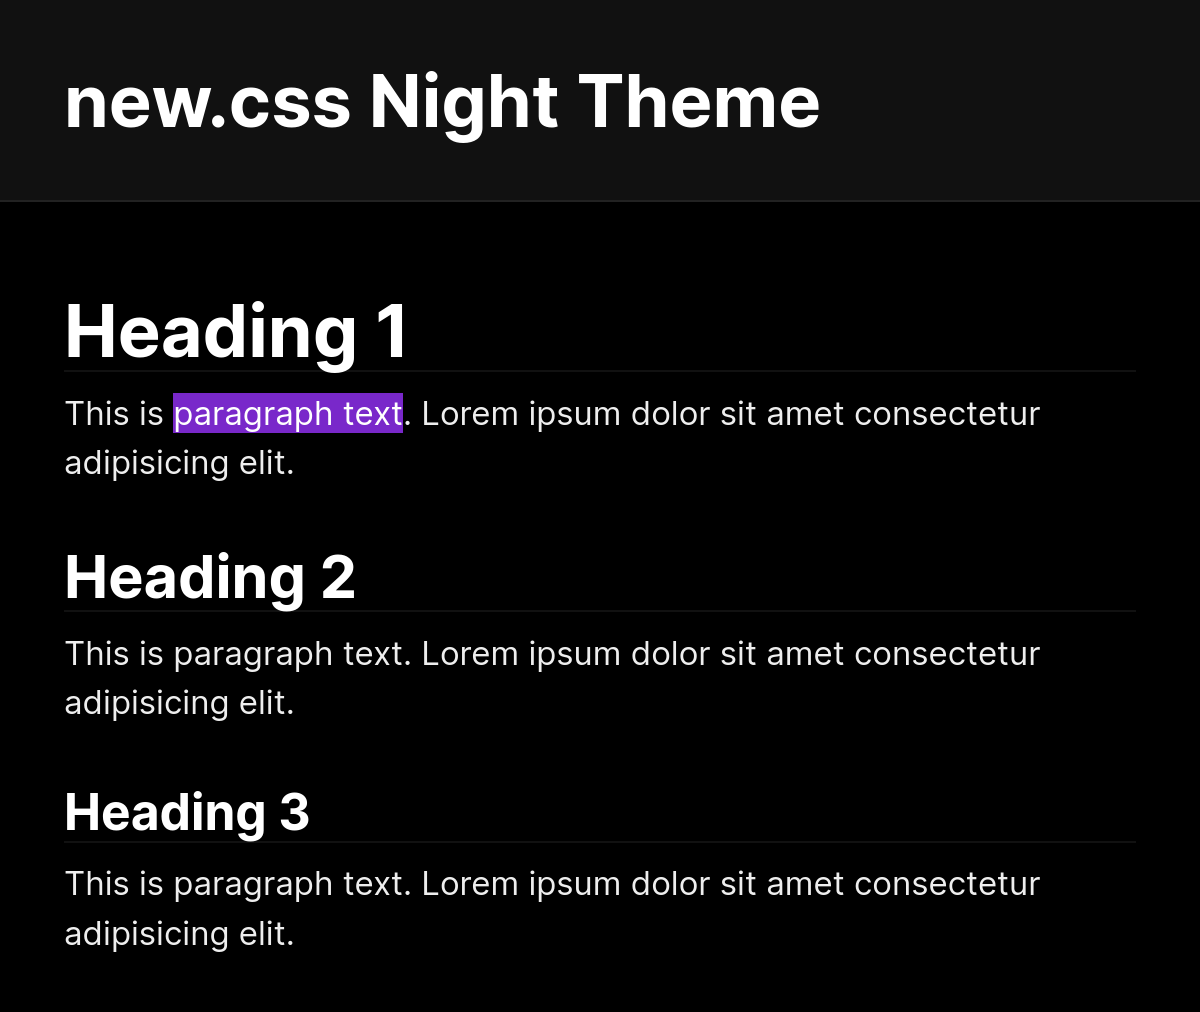 new.css Night Theme
Heading 1
This is paragraph text. Lorem ipsum dolor sit amet consectetur
adipisicing elit.
Heading 2
This is paragraph text. Lorem ipsum dolor sit amet consectetur
adipisicing elit.
Heading 3
This is paragraph text. Lorem ipsum dolor sit amet consectetur
adipisicing elit.